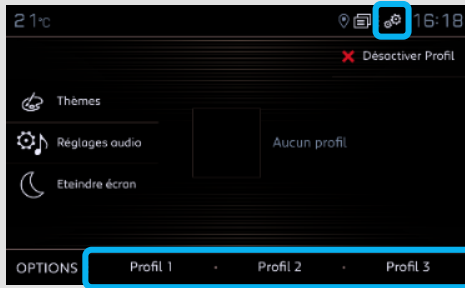 21°C 16:18
Désactiver Profil
Thèmes
Réglages audio
Aucun profil
Eteindre écran
OPTIONS Profil 1 - Profil 2 - Profil 3